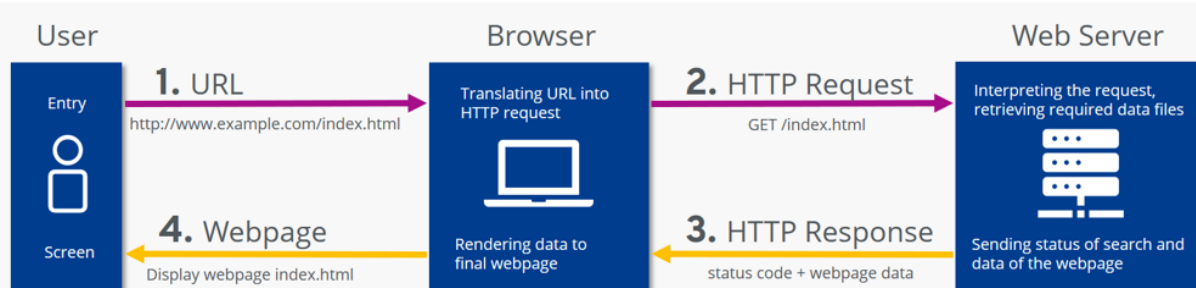 User
Browser
Web Server
Entry
1. URL
http://www.example.com/index.html
Translating URL into
HTTP request
2. HTTP Request
GET /index.html
Interpreting the request,
retrieving required data files
Screen
4. Webpage
Display webpage index.html
Rendering data to
final webpage
3. HTTP Response
status code + webpage data
Sending status of search and
data of the webpage